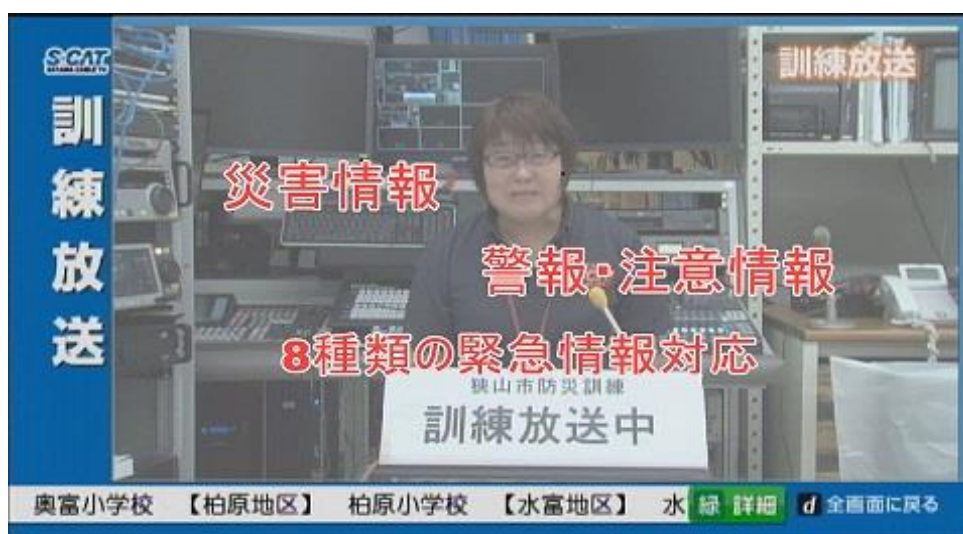 S-CAT
SAYAMA CABLE TV
訓練放送
訓練放送
災害情報
警報・注意情報
8種類の緊急情報対応
狭山市防災訓練
訓練放送中
奥富小学校 【柏原地区】 柏原小学校 【水富地区】 水
緑 詳細
d 全画面に戻る